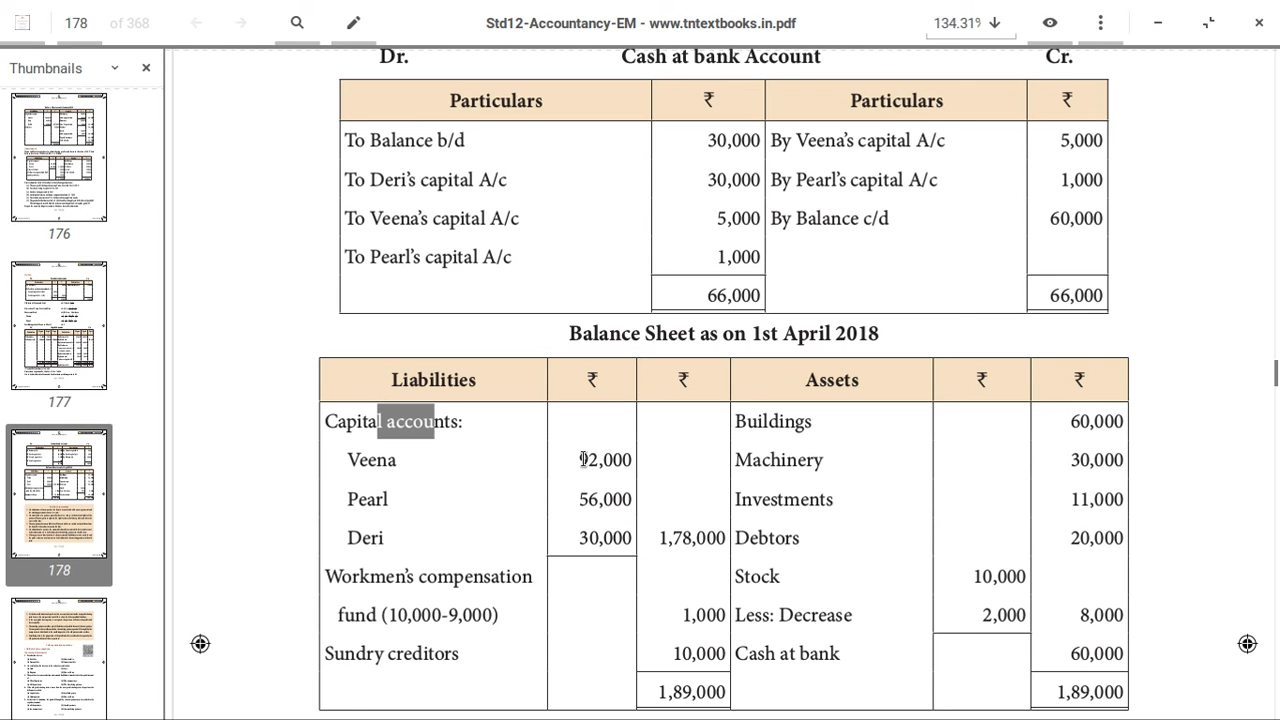 178 of 368
Std12-Accountancy-EM - www.tntextbooks.in.pdf
134.31%
Thumbnails
176
177
178
Dr. Cash at bank Account Cr.
Particulars ₹ Particulars ₹
To Balance b/d 30,000 By Veena's capital A/c 5,000
To Deri's capital A/c 30,000 By Pearl's capital A/c 1,000
To Veena's capital A/c 5,000 By Balance c/d 60,000
To Pearl's capital A/c 1,000
66,000 66,000
Balance Sheet as on 1st April 2018
Liabilities ₹ ₹ Assets ₹ ₹
Capital accounts: Buildings 60,000
Veena 92,000 Machinery 30,000
Pearl 56,000 Investments 11,000
Deri 30,000 1,78,000 Debtors 20,000
Workmen's compensation Stock 10,000
fund (10,000-9,000) 1,000 Less: Decrease 2,000 8,000
Sundry creditors 10,000 Cash at bank 60,000
1,89,000 1,89,000